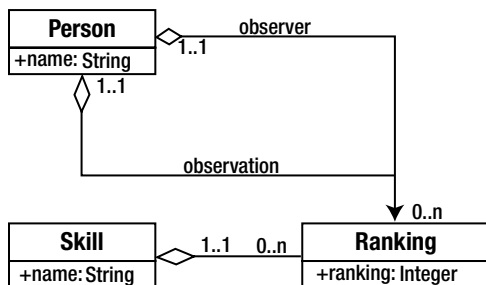 Person
+name: String
observer
1..1
1..1
observation
0..n
Skill
+name: String
1..1
0..n
Ranking
+ranking: Integer